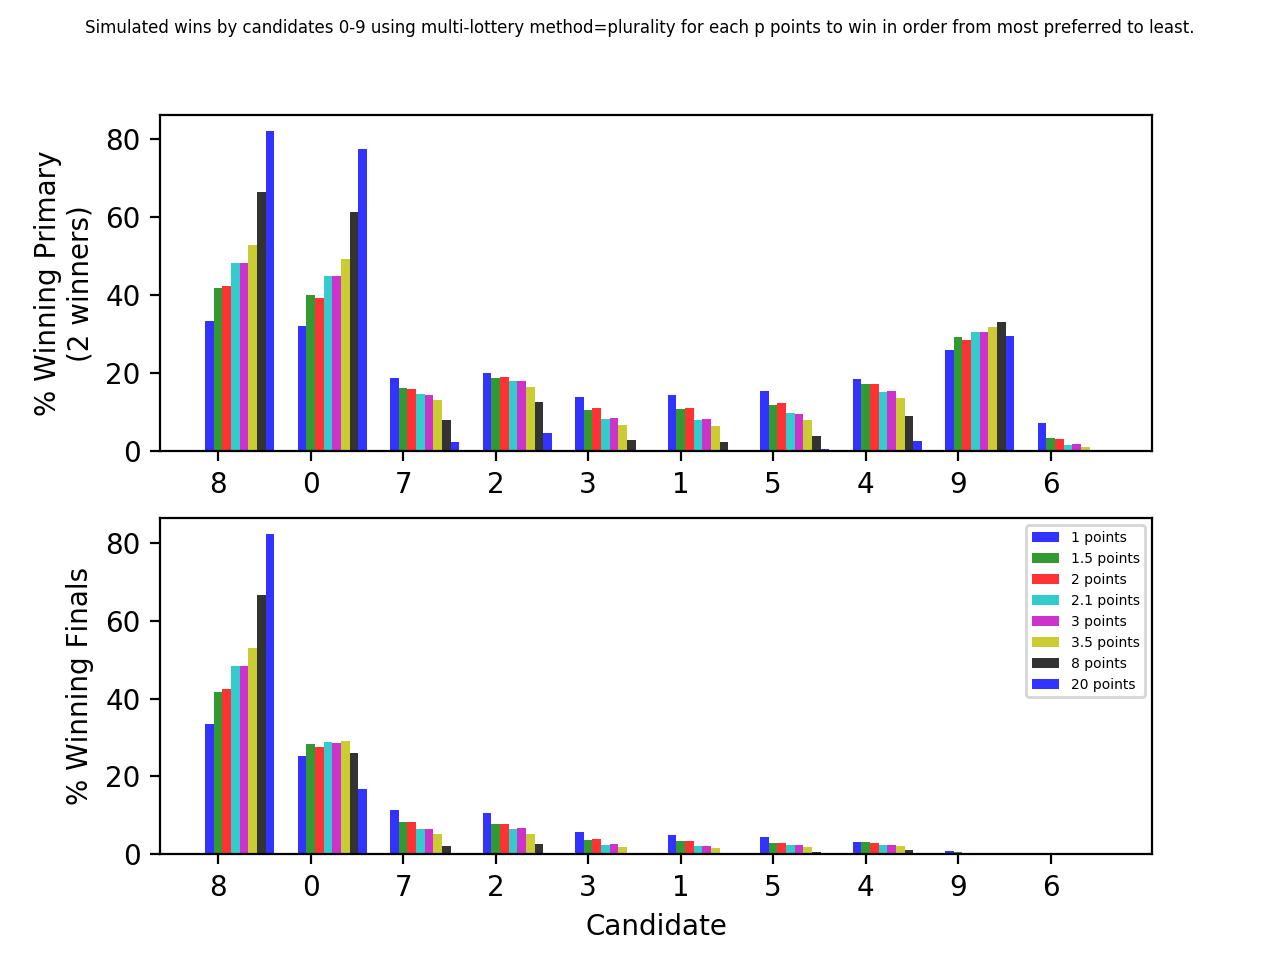 Simulated wins by candidates 0-9 using multi-lottery method=plurality for each p points to win in order from most preferred to least.
% Winning Primary
(2 winners)
80
60
40
20
0
8 0 7 2 3 1 5 4 9 6
% Winning Finals
80
60
40
20
0
1 points
1.5 points
2 points
2.1 points
3 points
3.5 points
8 points
20 points
8 0 7 2 3 1 5 4 9 6
Candidate